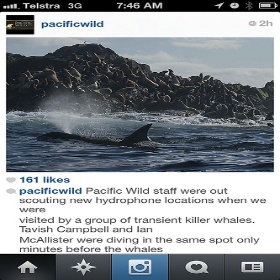 Telstra 3G 7:46 AM
pacificwild 2h
161 likes
pacificwild Pacific Wild staff were out
scouting new hydrophone locations when we
were
visited by a group of transient killer whales.
Tavish Campbell and Ian
McAllister were diving in the same spot only
minutes before the whales